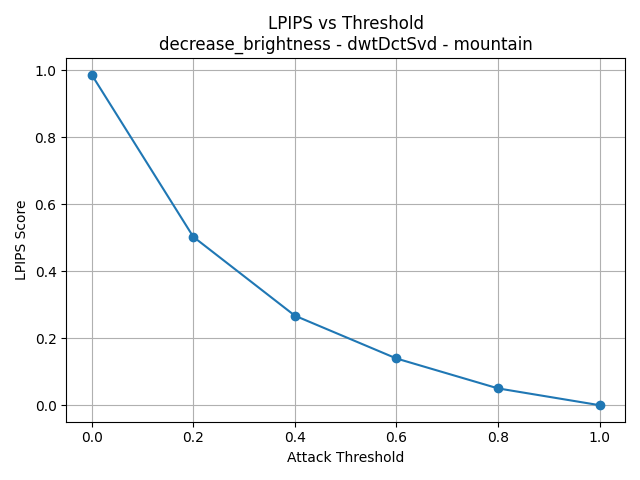 LPIPS vs Threshold
decrease_brightness - dwtDctSvd - mountain
LPIPS Score
1.0
0.8
0.6
0.4
0.2
0.0
0.0 0.2 0.4 0.6 0.8 1.0
Attack Threshold